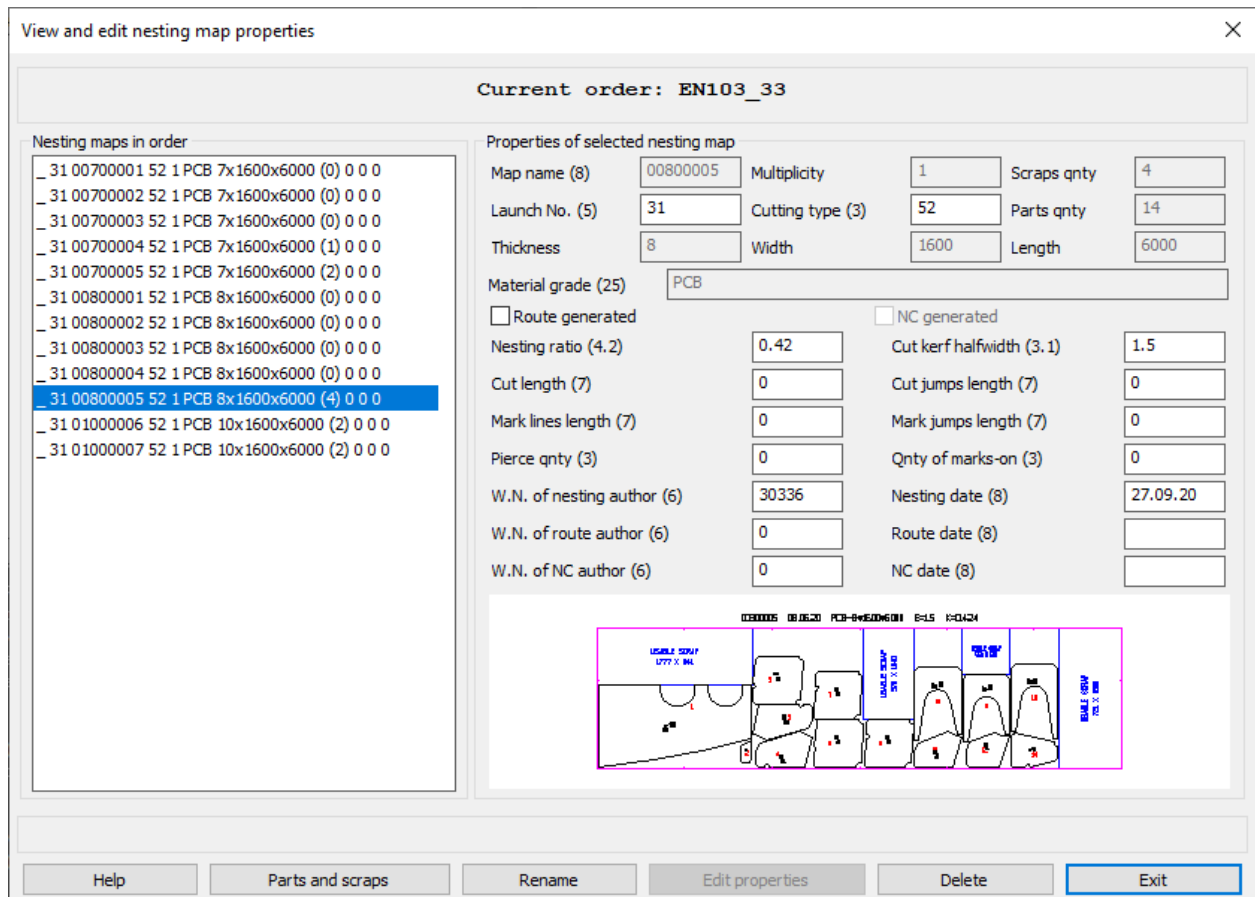 View and edit nesting map properties
Current order: EN103_33
Nesting maps in order
_ 31 00700001 52 1 PCB 7x1600x6000 (0) 0 0 0
_ 31 00700002 52 1 PCB 7x1600x6000 (0) 0 0 0
_ 31 00700003 52 1 PCB 7x1600x6000 (0) 0 0 0
_ 31 00700004 52 1 PCB 7x1600x6000 (1) 0 0 0
_ 31 00700005 52 1 PCB 7x1600x6000 (2) 0 0 0
_ 31 00800001 52 1 PCB 8x1600x6000 (0) 0 0 0
_ 31 00800002 52 1 PCB 8x1600x6000 (0) 0 0 0
_ 31 00800003 52 1 PCB 8x1600x6000 (0) 0 0 0
_ 31 00800004 52 1 PCB 8x1600x6000 (0) 0 0 0
_ 31 00800005 52 1 PCB 8x1600x6000 (4) 0 0 0
_ 31 01000006 52 1 PCB 10x1600x6000 (2) 0 0 0
_ 31 01000007 52 1 PCB 10x1600x6000 (2) 0 0 0
Properties of selected nesting map
Map name (8) 00800005 Multiplicity 1 Scraps qnty 4
Launch No. (5) 31 Cutting type (3) 52 Parts qnty 14
Thickness 8 Width 1600 Length 6000
Material grade (25) PCB
Route generated NC generated
Nesting ratio (4.2) 0.42 Cut kerf halfwidth (3.1) 1.5
Cut length (7) 0 Cut jumps length (7) 0
Mark lines length (7) 0 Mark jumps length (7) 0
Pierce qnty (3) 0 Qnty of marks-on (3) 0
W.N. of nesting author (6) 30336 Nesting date (8) 27.09.20
W.N. of route author (6) 0 Route date (8)
W.N. of NC author (6) 0 NC date (8)
00800005 08.06.20
USABLE SCRAP
USABLE SCRAP
USABLE SCRAP
Help Parts and scraps Rename Edit properties Delete Exit